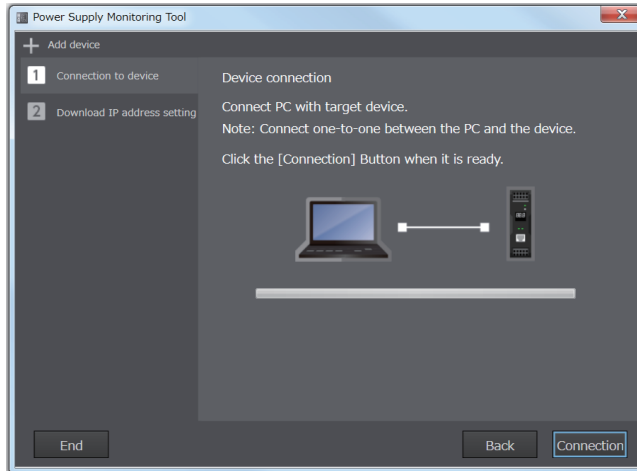 Power Supply Monitoring Tool
Add device
1 Connection to device
2 Download IP address setting
Device connection
Connect PC with target device.
Note: Connect one-to-one between the PC and the device.
Click the [Connection] Button when it is ready.
End
Back
Connection